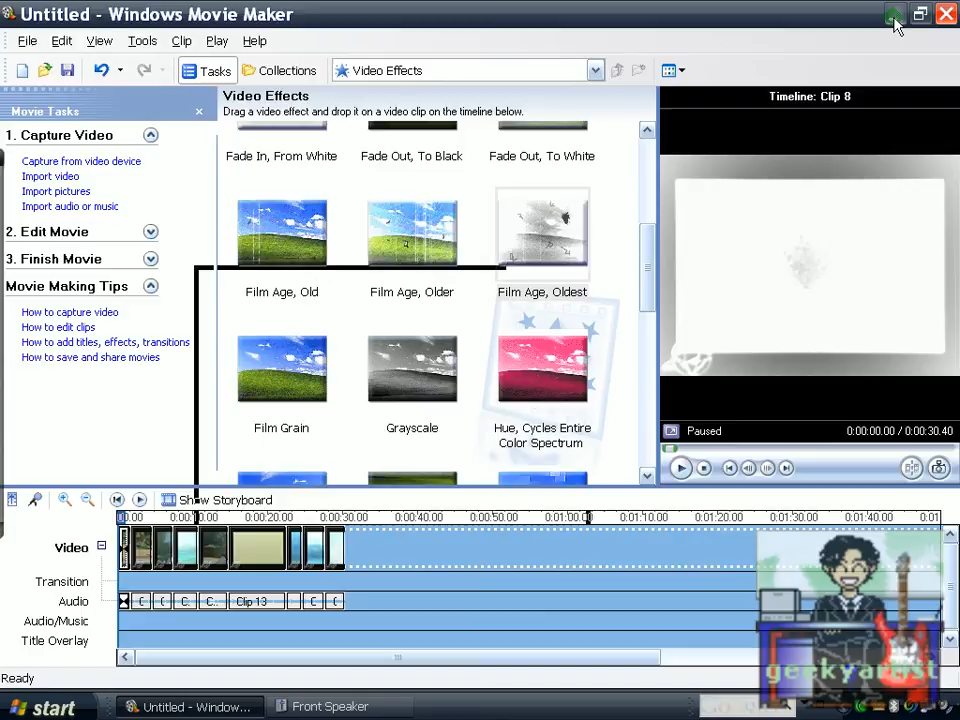 Untitled - Windows Movie Maker
File Edit View Tools Clip Play Help
Tasks Collections Video Effects
Movie Tasks
1. Capture Video
Capture from video device
Import video
Import pictures
Import audio or music
2. Edit Movie
3. Finish Movie
Movie Making Tips
How to capture video
How to edit clips
How to add titles, effects, transitions
How to save and share movies
Video Effects
Drag a video effect and drop it on a video clip on the timeline below.
Fade In, From White Fade Out, To Black Fade Out, To White
Film Age, Old Film Age, Older Film Age, Oldest
Film Grain Grayscale Hue, Cycles Entire
Color Spectrum
Timeline: Clip 8
Paused 0:00:00.00 / 0:00:30.40
Show Storyboard
0:00:20.00 0:00:30.00 0:00:40.00 0:00:50.00 0:01:10.00 0:01:20.00 0:01:30.00 0:01:40.00 0:01
Video
Transition
Audio C C C.. Clip 13 C C
Audio/Music
Title Overlay
geekyartist
Ready
start Untitled - Window... Front Speaker